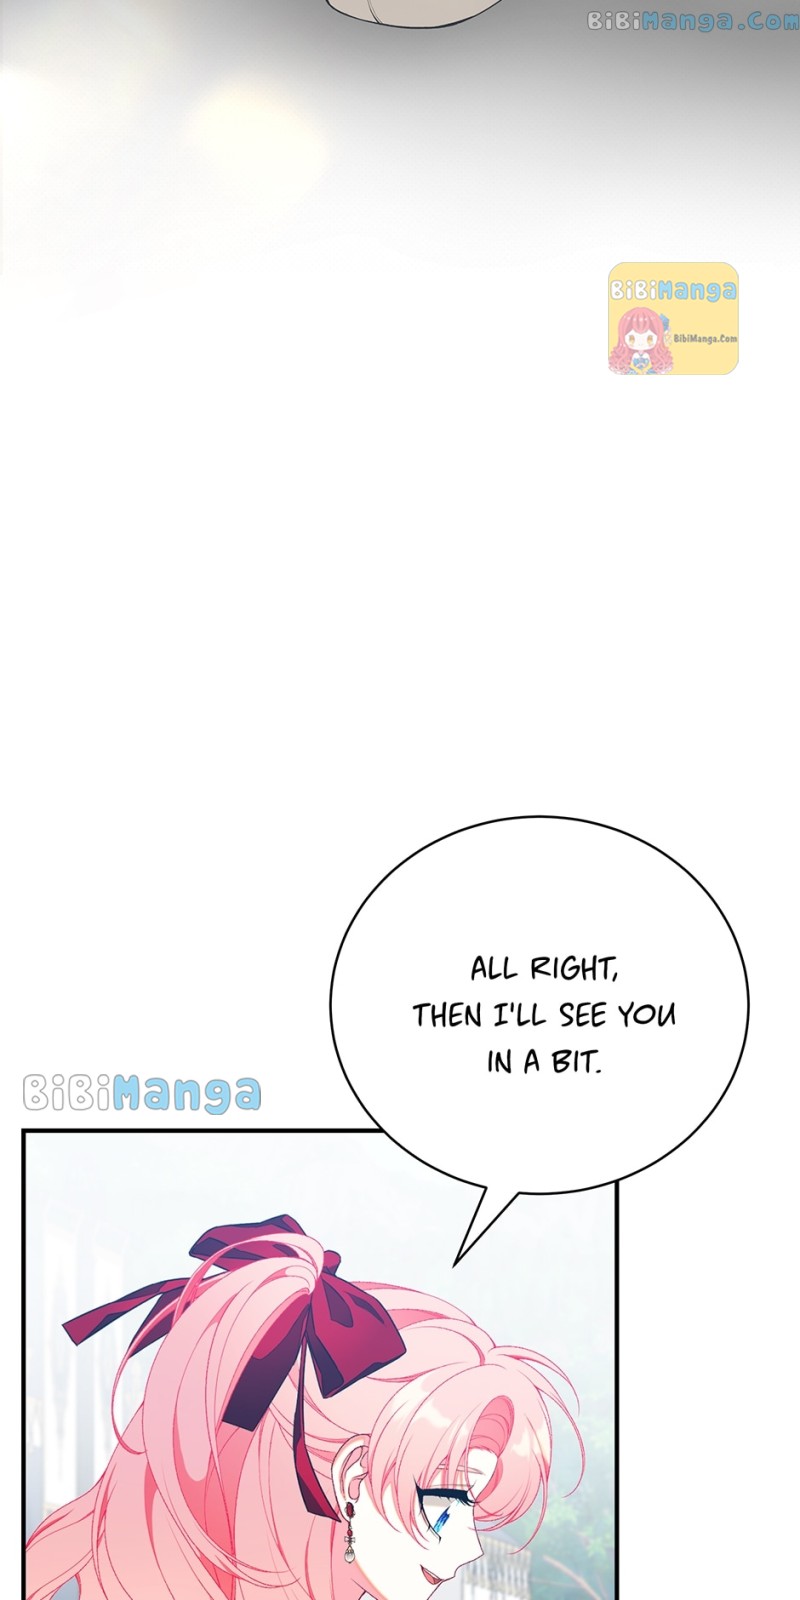 BiBiManga.Com
BiBiManga
BibiManga.Com
ALL RIGHT,
THEN I'LL SEE YOU
IN A BIT.
BiBiManga